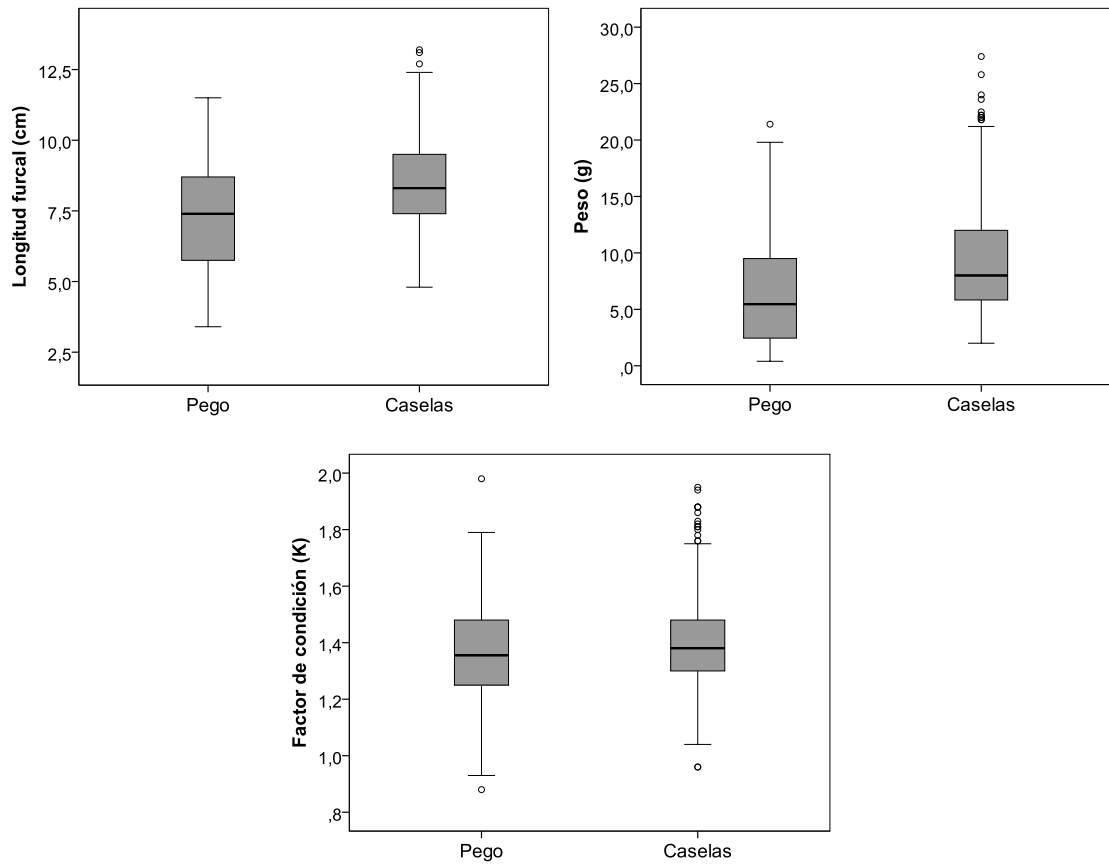 Longitud furcal (cm)
12,5
10,0
7,5
5,0
2,5
Pego
Caselas
Peso (g)
30,0
25,0
20,0
15,0
10,0
5,0
,0
Pego
Caselas
Factor de condición (K)
2,0
1,8
1,6
1,4
1,2
1,0
,8
Pego
Caselas